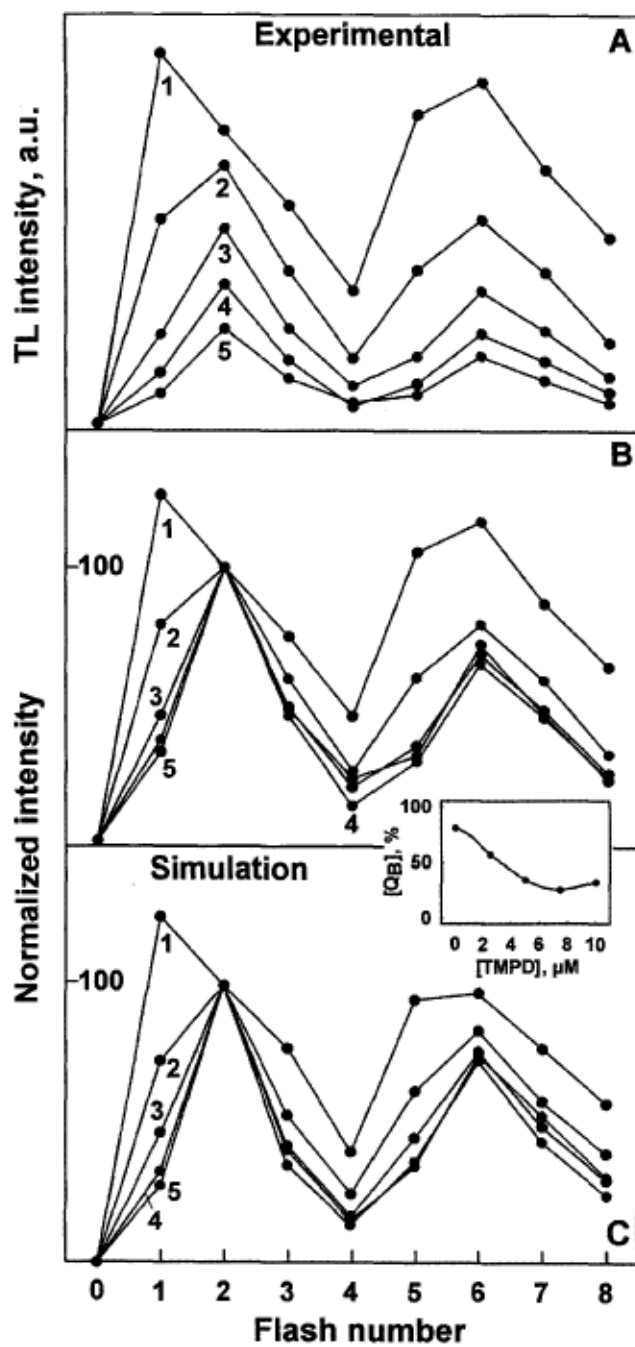 Experimental
A
TL intensity, a.u.
1
2
3
4
5
B
100
1
2
3
5
4
Normalized intensity
[QB], %
100
50
0
0 2 4 6 8 10
[TMPD], µM
Simulation
100
1
2
3
5
4
C
0 1 2 3 4 5 6 7 8
Flash number